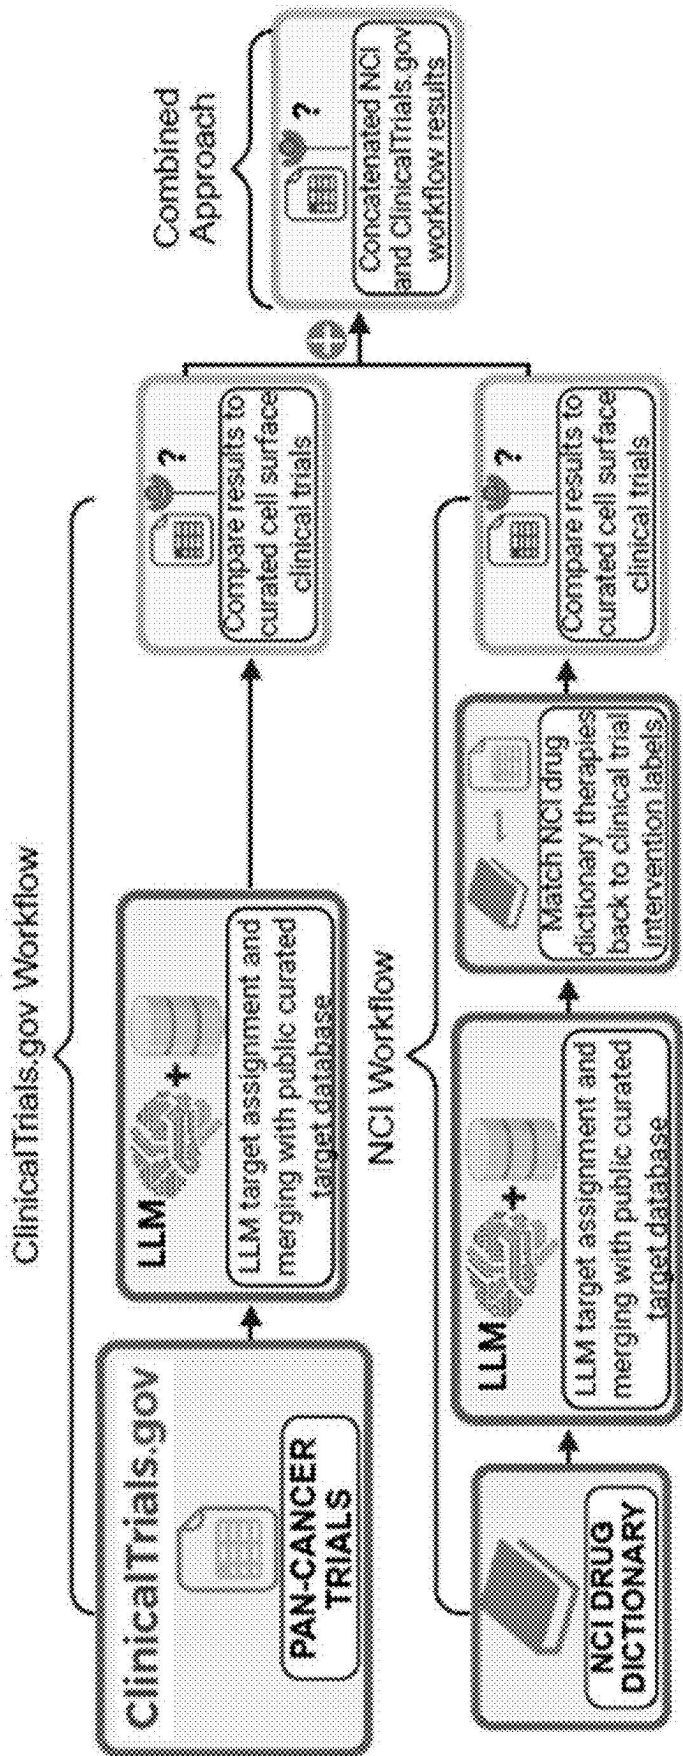 ClinicalTrials.gov Workflow
ClinicalTrials.gov
PAN-CANCER
TRIALS
LLM
+
LLM target assignment and
merging with public curated
target database
?
Compare results to
curated cell surface
clinical trials
NCI Workflow
NCI DRUG
DICTIONARY
LLM
+
LLM target assignment and
merging with public curated
target database
Match NCI drug
dictionary therapies
back to clinical trial
intervention labels
?
Compare results to
curated cell surface
clinical trials
Combined
Approach
?
Concatenated NCI
and ClinicalTrials.gov
workflow results